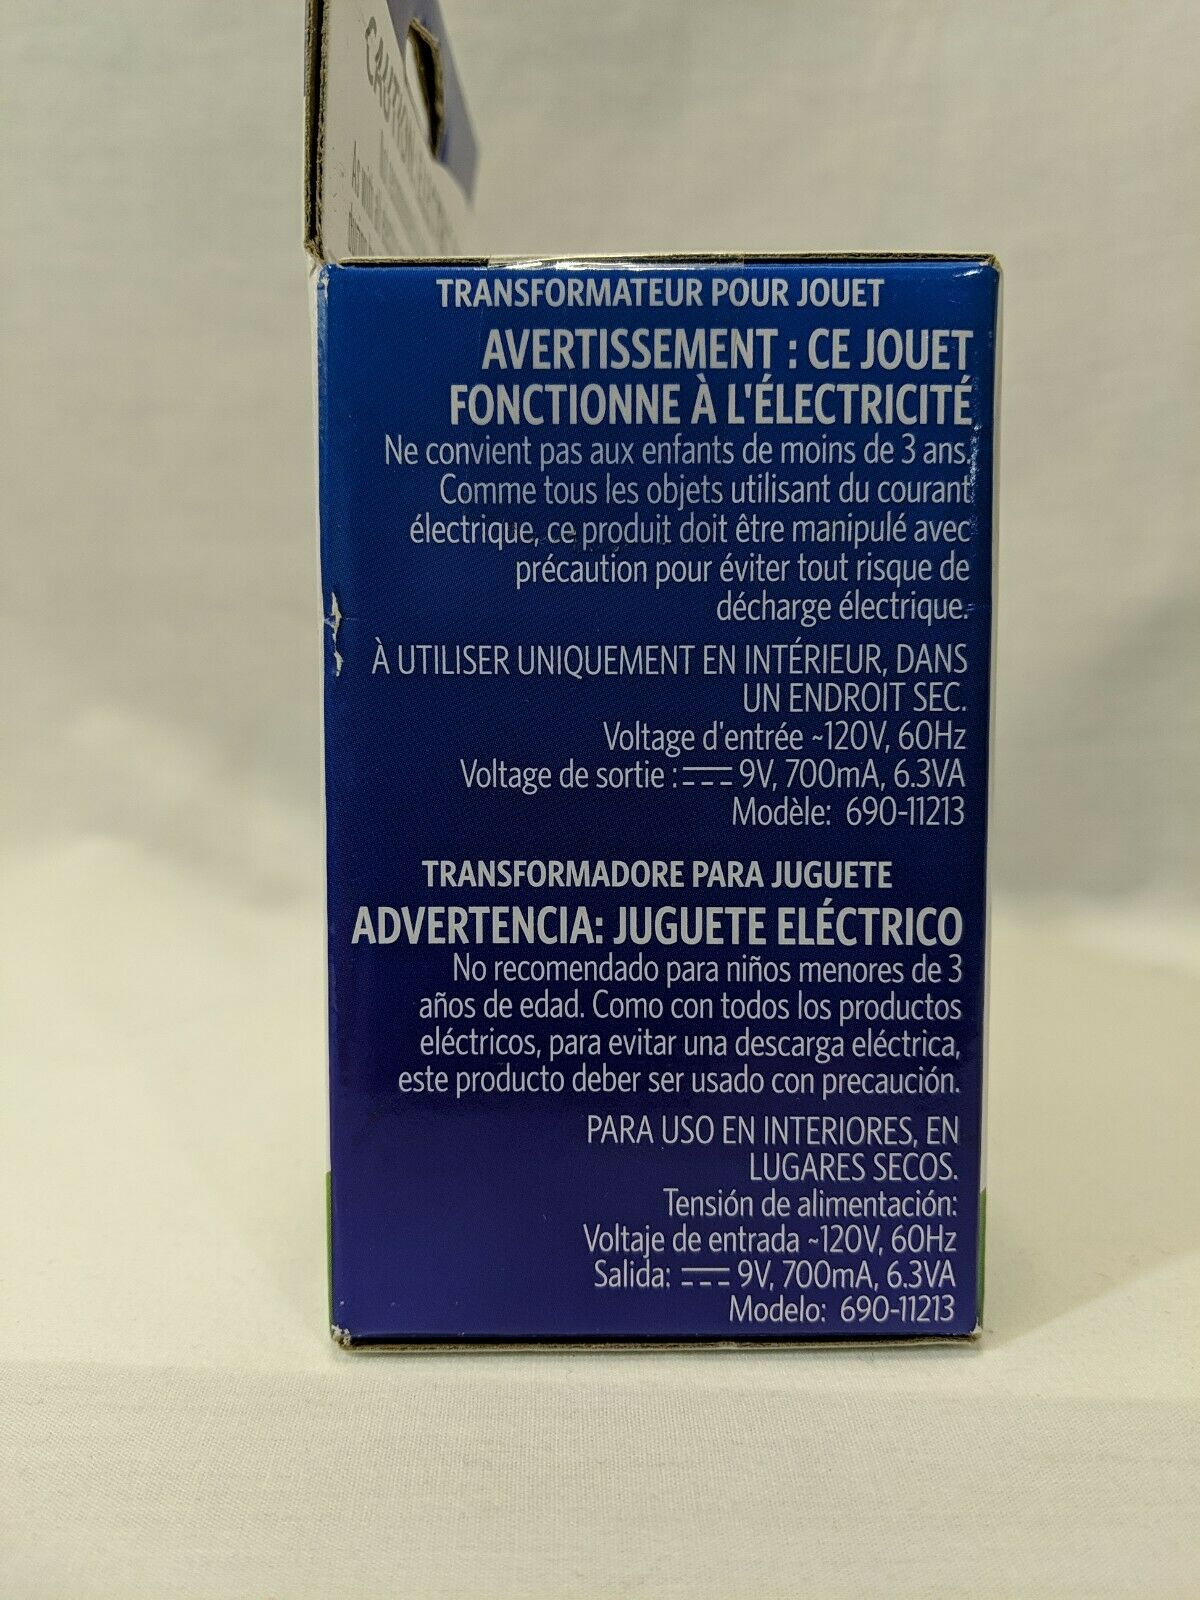 CAUTION
As with
TRANSFORMATEUR POUR JOUET
AVERTISSEMENT : CE JOUET
FONCTIONNE À L'ÉLECTRICITÉ
Ne convient pas aux enfants de moins de 3 ans.
Comme tous les objets utilisant du courant
électrique, ce produit doit être manipulé avec
précaution pour éviter tout risque de
décharge électrique.
À UTILISER UNIQUEMENT EN INTÉRIEUR, DANS
UN ENDROIT SEC.
Voltage d'entrée ~120V, 60Hz
Voltage de sortie : ⎓ 9V, 700mA, 6.3VA
Modèle: 690-11213
TRANSFORMADORE PARA JUGUETE
ADVERTENCIA: JUGUETE ELÉCTRICO
No recomendado para niños menores de 3
años de edad. Como con todos los productos
eléctricos, para evitar una descarga eléctrica,
este producto deber ser usado con precaución.
PARA USO EN INTERIORES, EN
LUGARES SECOS.
Tensión de alimentación:
Voltaje de entrada ~120V, 60Hz
Salida: ⎓ 9V, 700mA, 6.3VA
Modelo: 690-11213